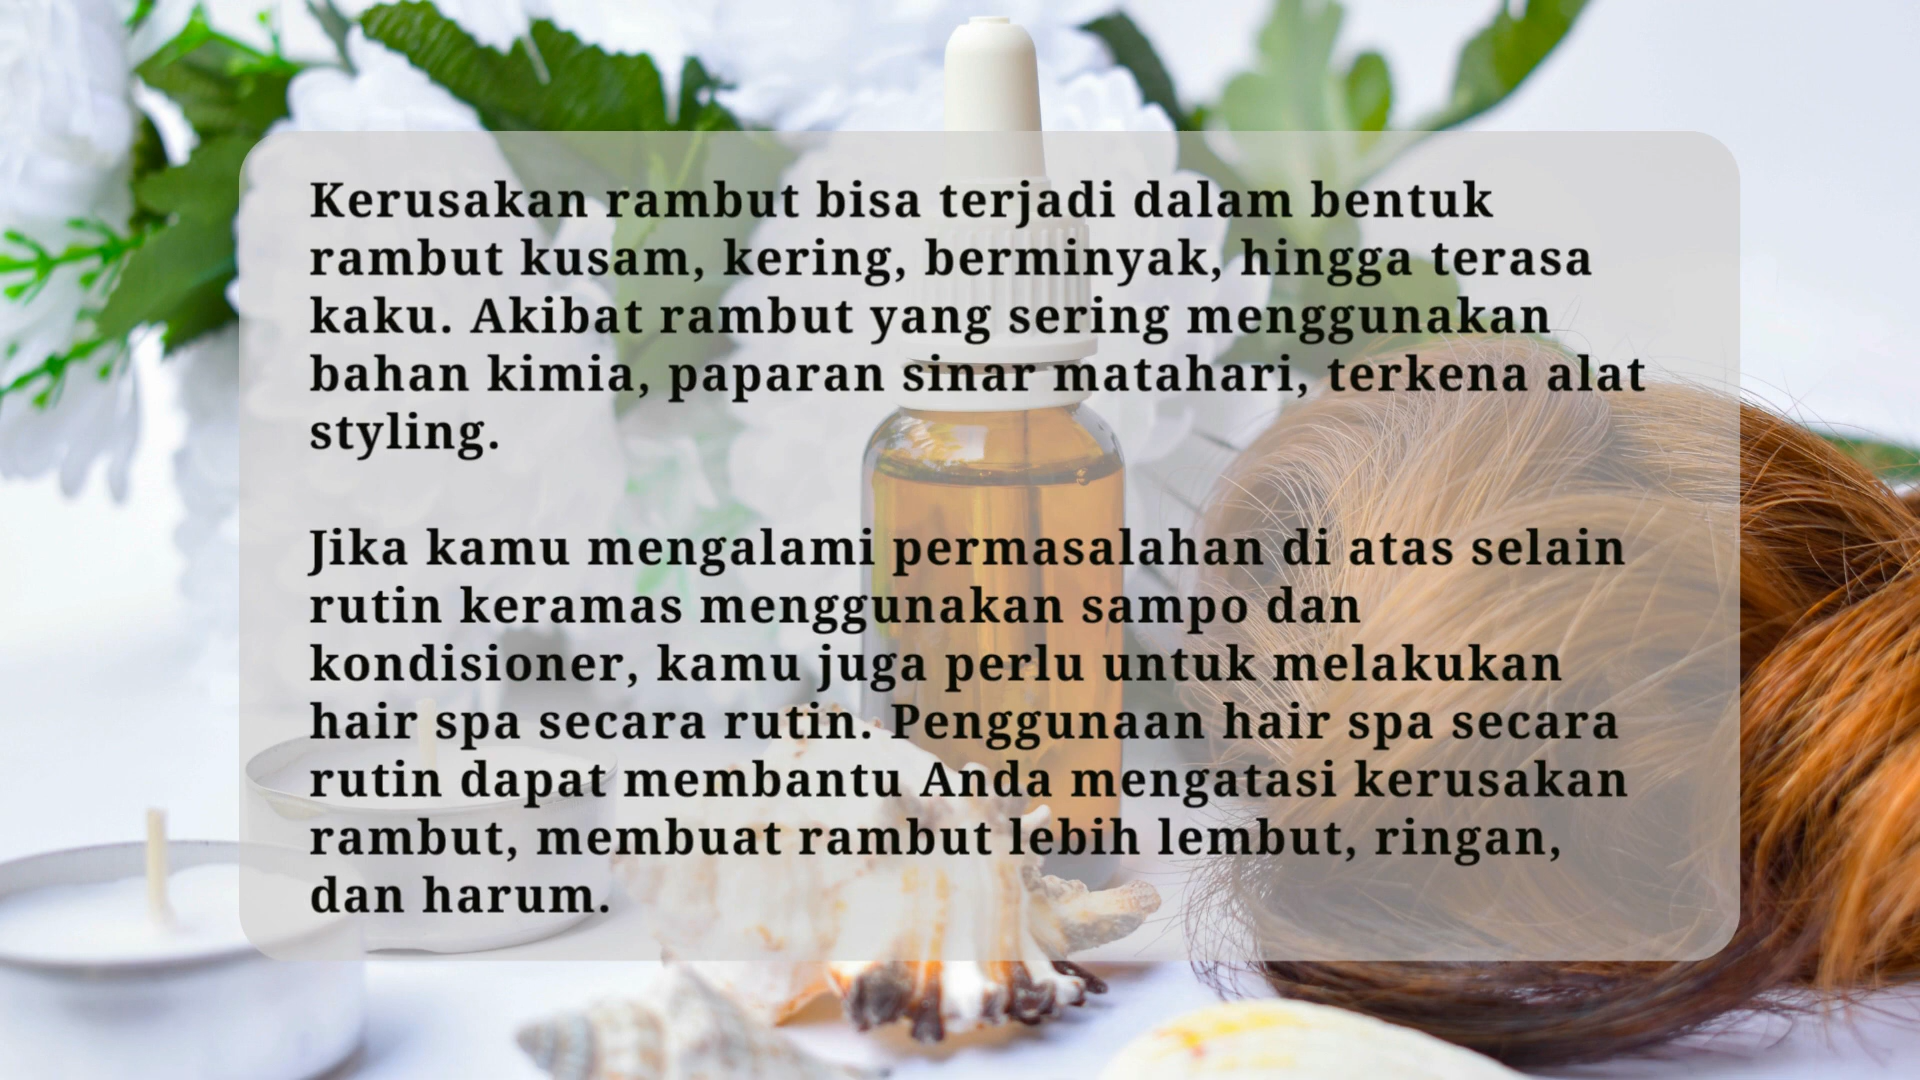 Kerusakan rambut bisa terjadi dalam bentuk
rambut kusam, kering, berminyak, hingga terasa
kaku. Akibat rambut yang sering menggunakan
bahan kimia, paparan sinar matahari, terkena alat
styling.
Jika kamu mengalami permasalahan di atas selain
rutin keramas menggunakan sampo dan
kondisioner, kamu juga perlu untuk melakukan
hair spa secara rutin. Penggunaan hair spa secara
rutin dapat membantu Anda mengatasi kerusakan
rambut, membuat rambut lebih lembut, ringan,
dan harum.